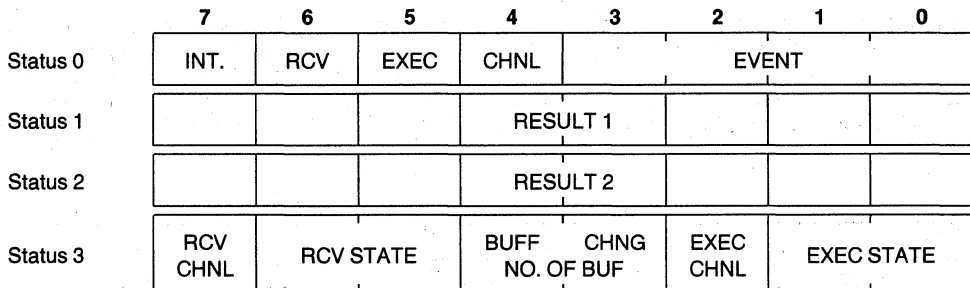 7 6 5 4 3 2 1 0
Status 0 INT. RCV EXEC CHNL EVENT
Status 1 RESULT 1
Status 2 RESULT 2
Status 3 RCV CHNL RCV STATE BUFF CHNG NO. OF BUF EXEC CHNL EXEC STATE